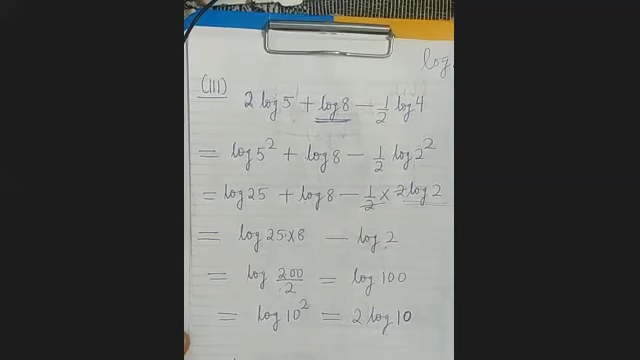 log
(III)
2 log 5 + log 8 − 1/2 log 4
= log 5² + log 8 − 1/2 log 2²
= log 25 + log 8 − 1/2 × 2 log 2
= log 25×8 − log 2
= log 200/2 = log 100
= log 10² = 2 log 10